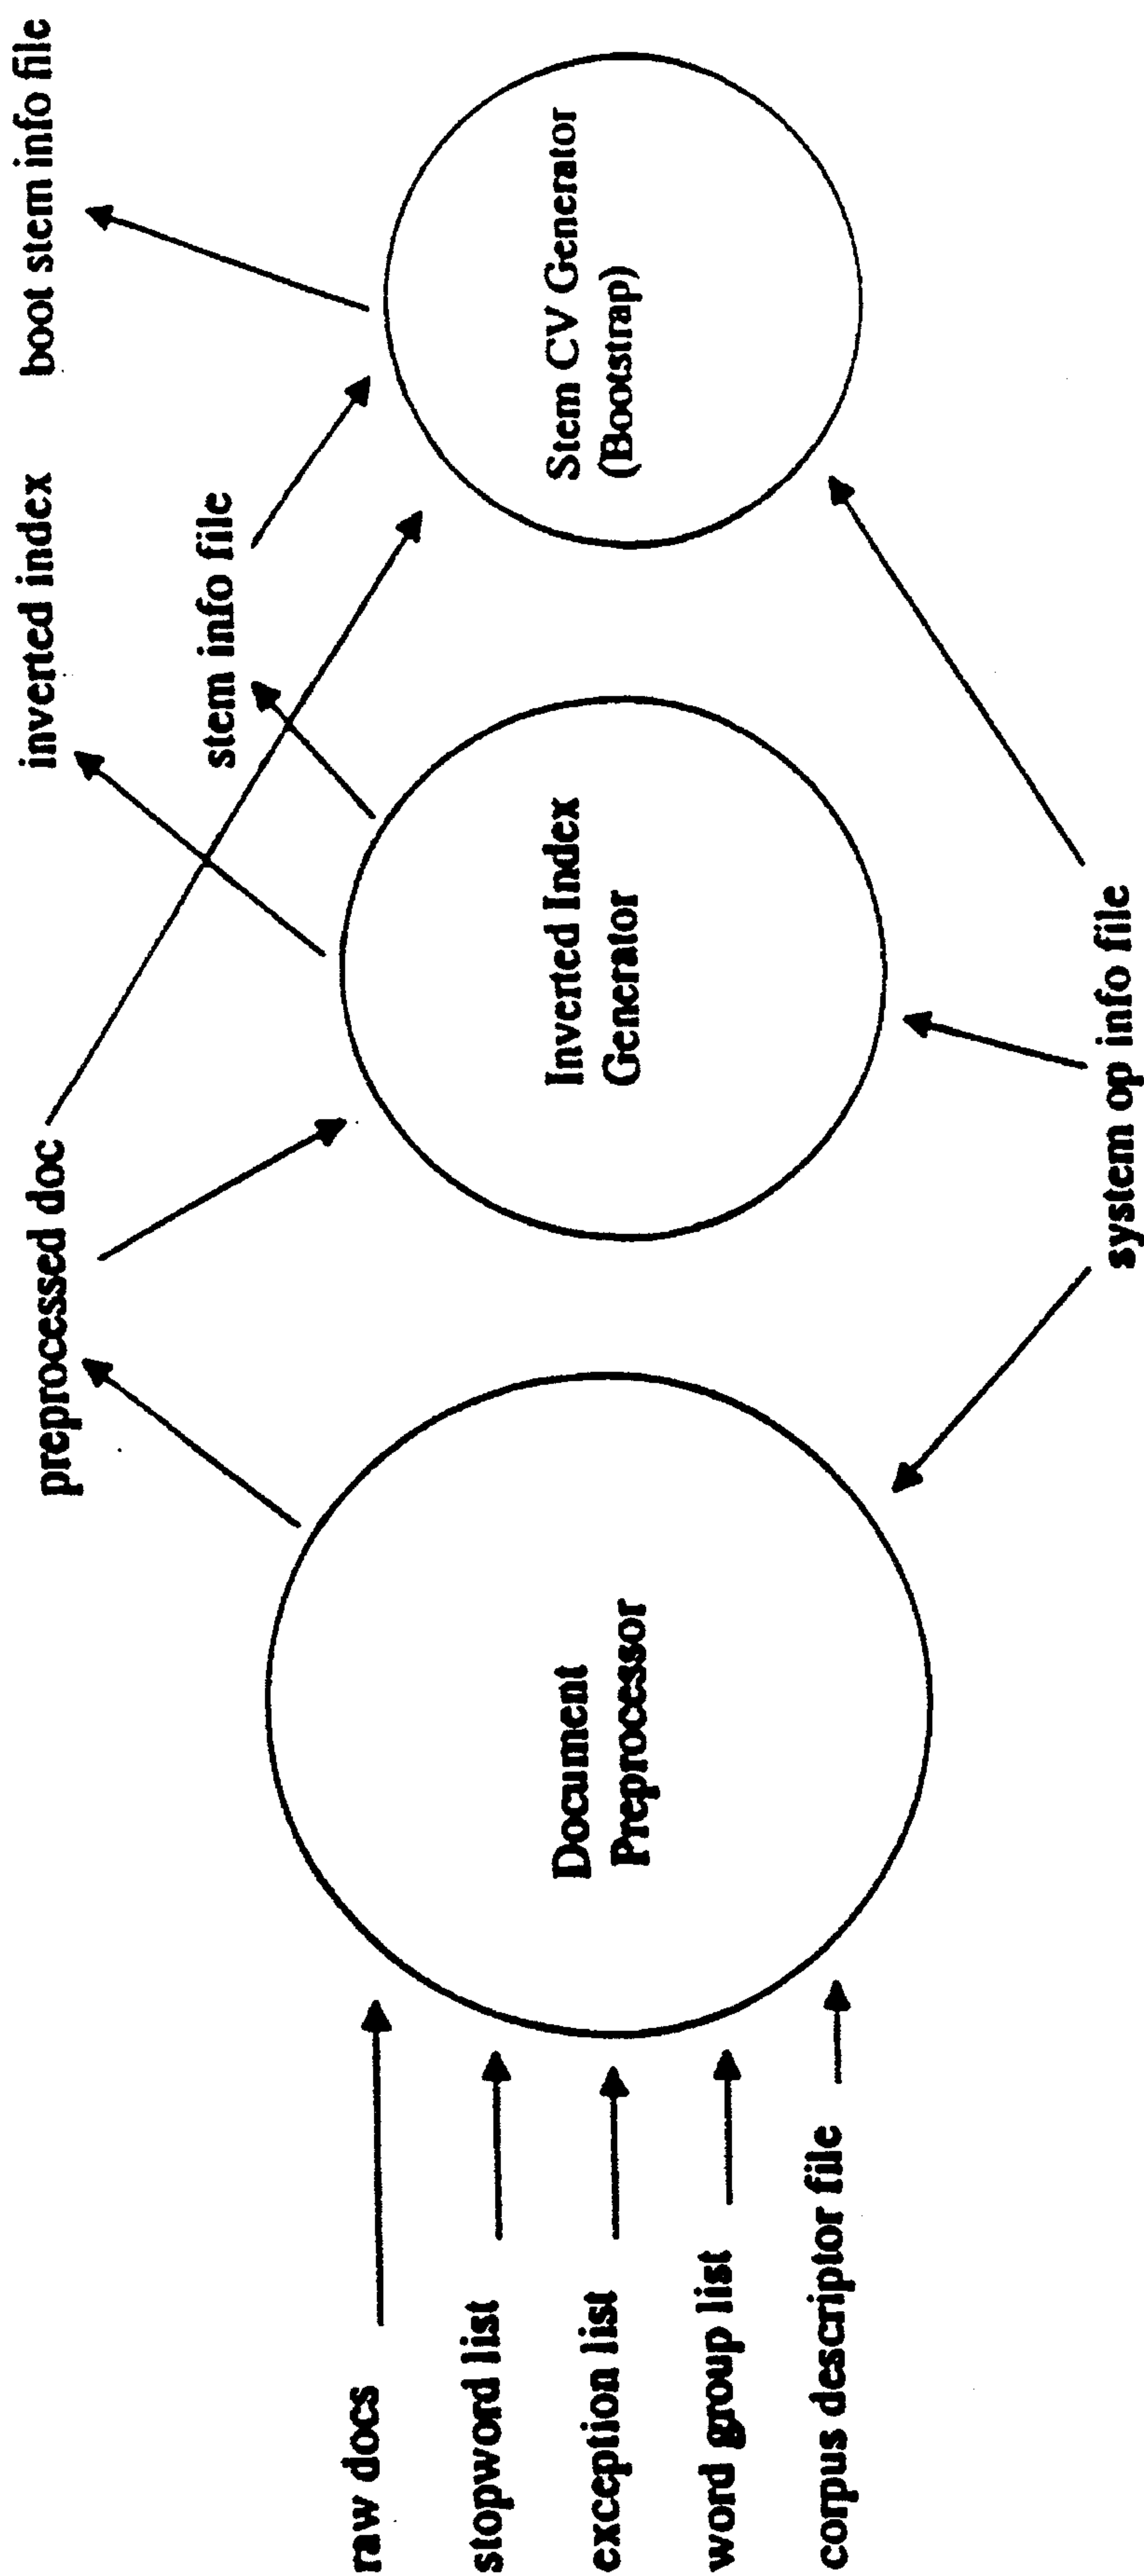 raw docs
stopword list
exception list
word group list
corpus descriptor file
Document
Preprocessor
preprocessed doc
Inverted Index
Generator
inverted index
stem info file
Stem CV Generator
(Bootstrap)
boot stem info file
system op info file